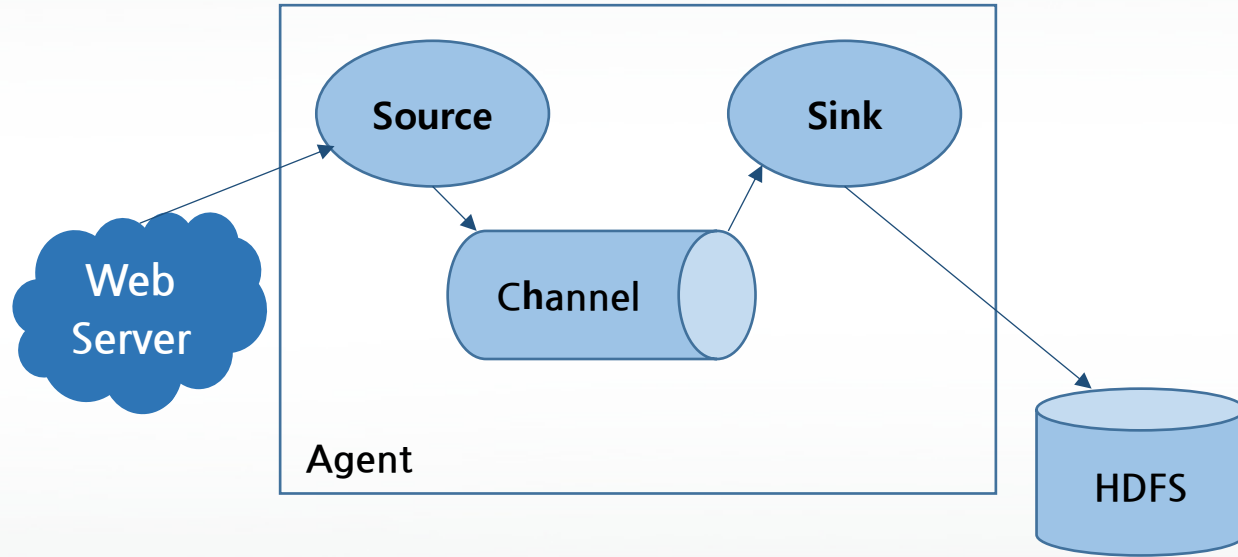 Source
Sink
Web
Server
Channel
Agent
HDFS